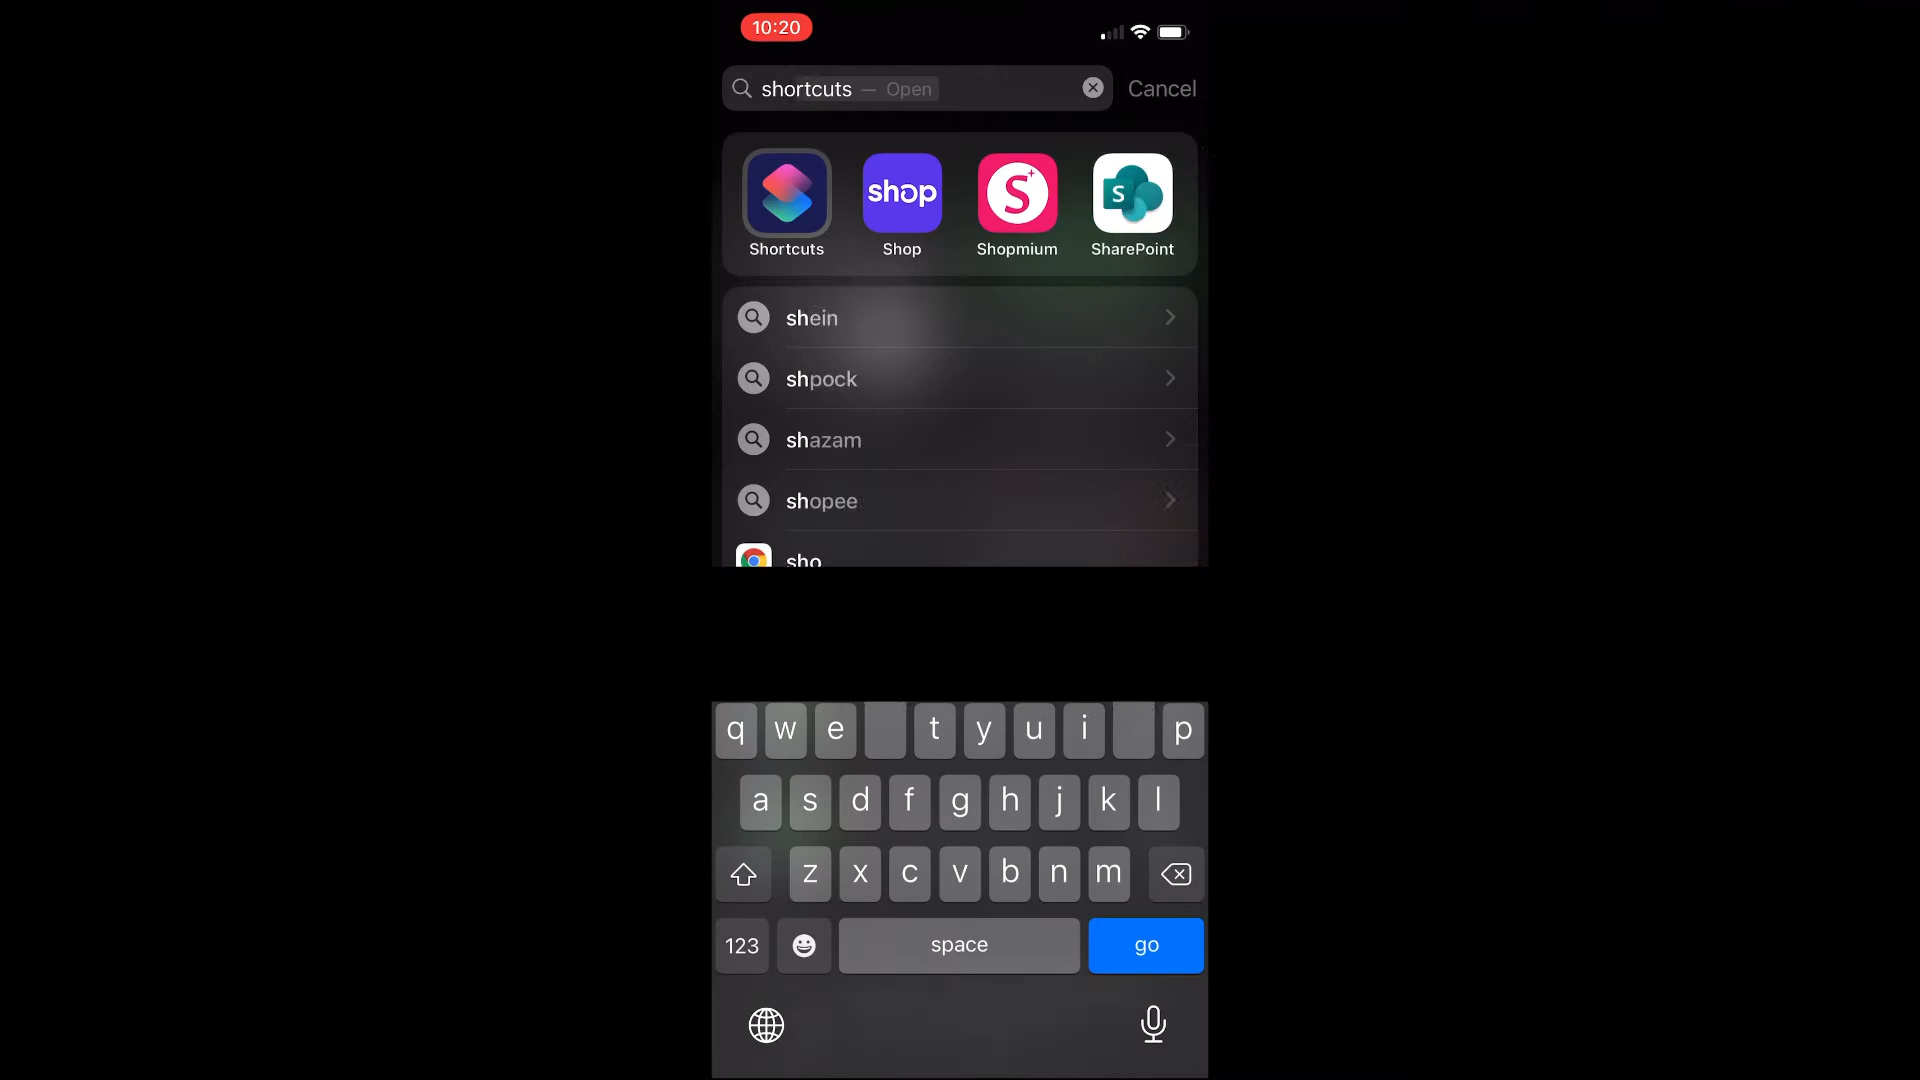 10:20
shortcuts — Open
Cancel
shop
S
S
Shortcuts
Shop
Shopmium
SharePoint
shein
shpock
shazam
shopee
sho
q w e t y u i p
a s d f g h j k l
z x c v b n m
123
space
go